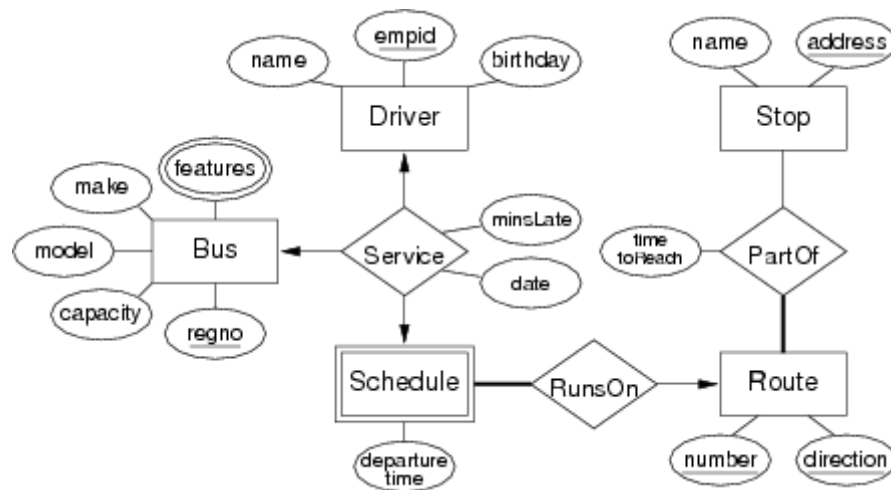 empid
name
birthday
Driver
name
address
Stop
features
make
model
Bus
capacity
regno
Service
minsLate
date
time
toReach
PartOf
Schedule
departure
time
RunsOn
Route
number
direction